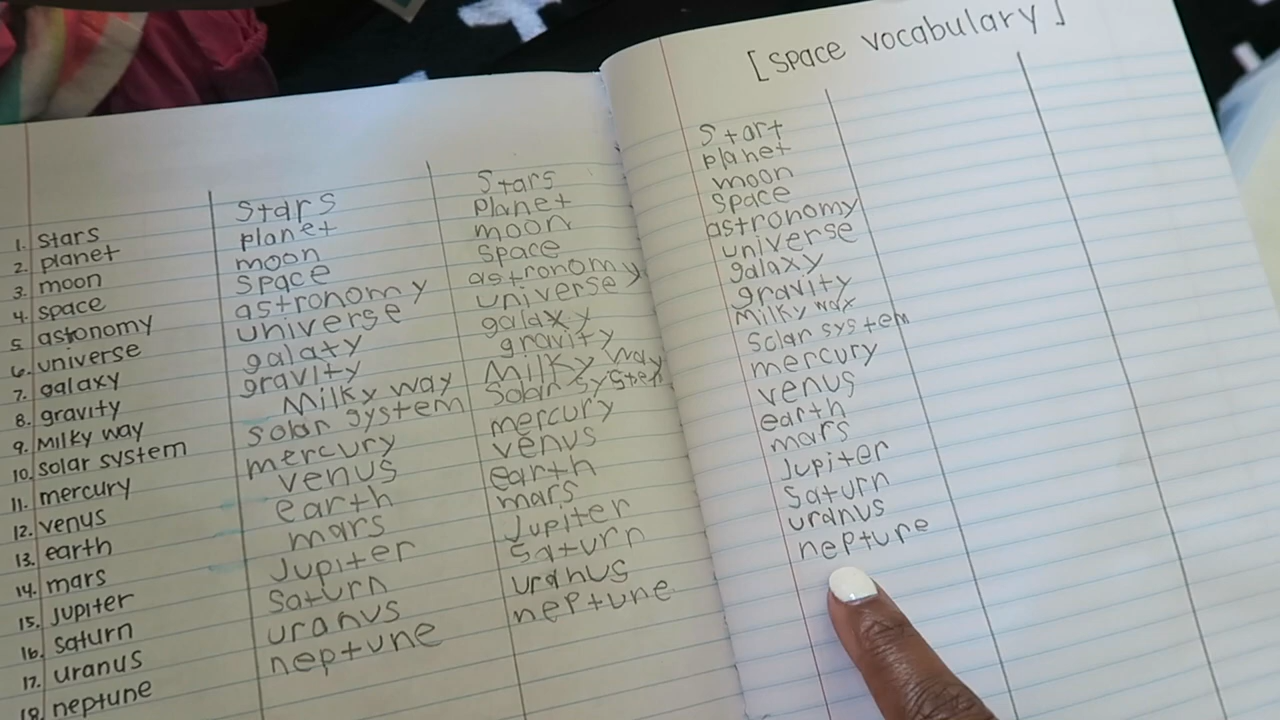 1. stars
2. planet
3. moon
4. space
5. astonomy
6. universe
7. galaxy
8. gravity
9. Milky way
10. solar system
11. mercury
12. venus
13. earth
14. mars
15. Jupiter
16. saturn
17. uranus
18. neptune
stars
planet
moon
space
astronomy
universe
galaty
gravity
Milky way
solar system
mercury
venus
earth
mars
Jupiter
Saturn
uranus
neptune
Stars
Planet
moon
space
astronomy
universe
galaxy
gravity
Milky Way
Solar System
mercury
venus
earth
mars
Jupiter
Saturn
uranus
neptune
[space vocabulary]
Start
planet
moon
space
astronomy
universe
galaxy
gravity
Milky wax
Sclar system
mercury
venus
earth
mars
Jupiter
Saturn
uranus
nepture